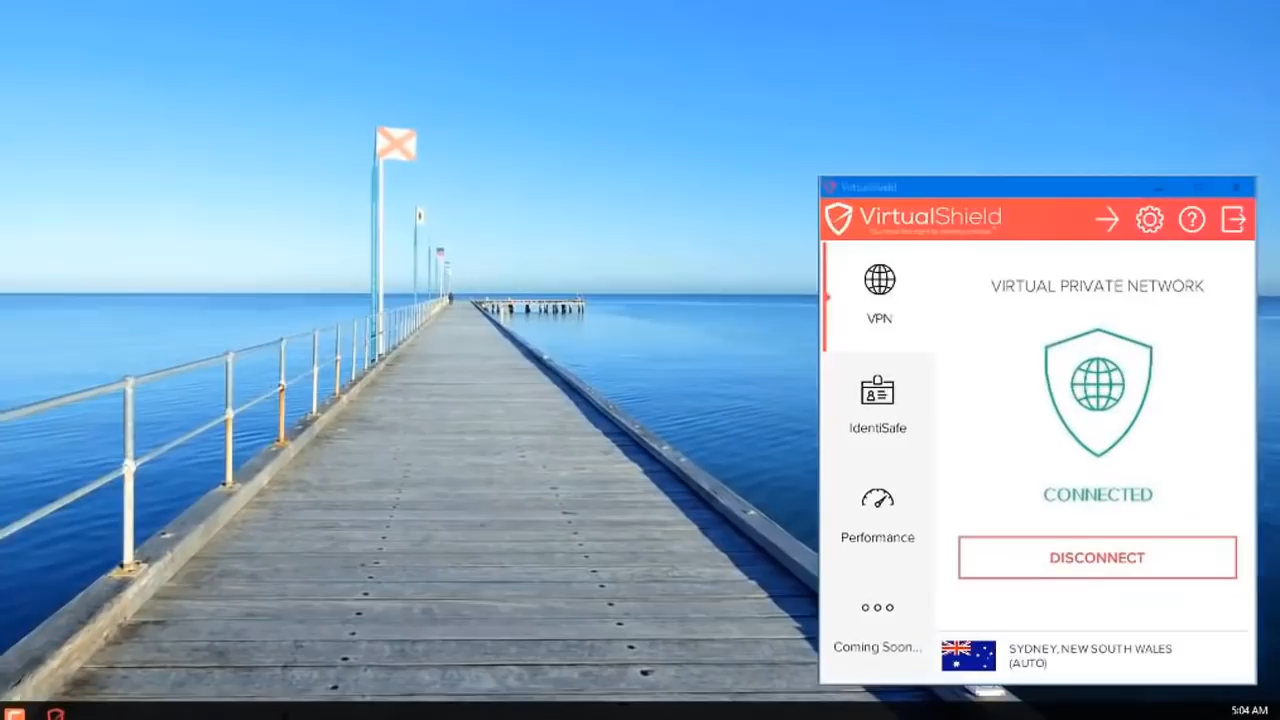 VirtualShield
VirtualShield
VPN
VIRTUAL PRIVATE NETWORK
IdentiSafe
CONNECTED
Performance
DISCONNECT
Coming Soon...
SYDNEY, NEW SOUTH WALES
(AUTO)
5:04 AM